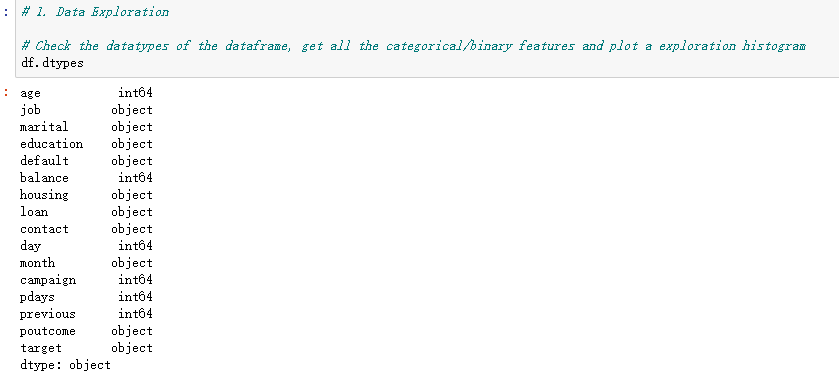 : # 1. Data Exploration
# Check the datatypes of the dataframe, get all the categorical/binary features and plot a exploration histogram
df.dtypes
: age int64
job object
marital object
education object
default object
balance int64
housing object
loan object
contact object
day int64
month object
campaign int64
pdays int64
previous int64
poutcome object
target object
dtype: object